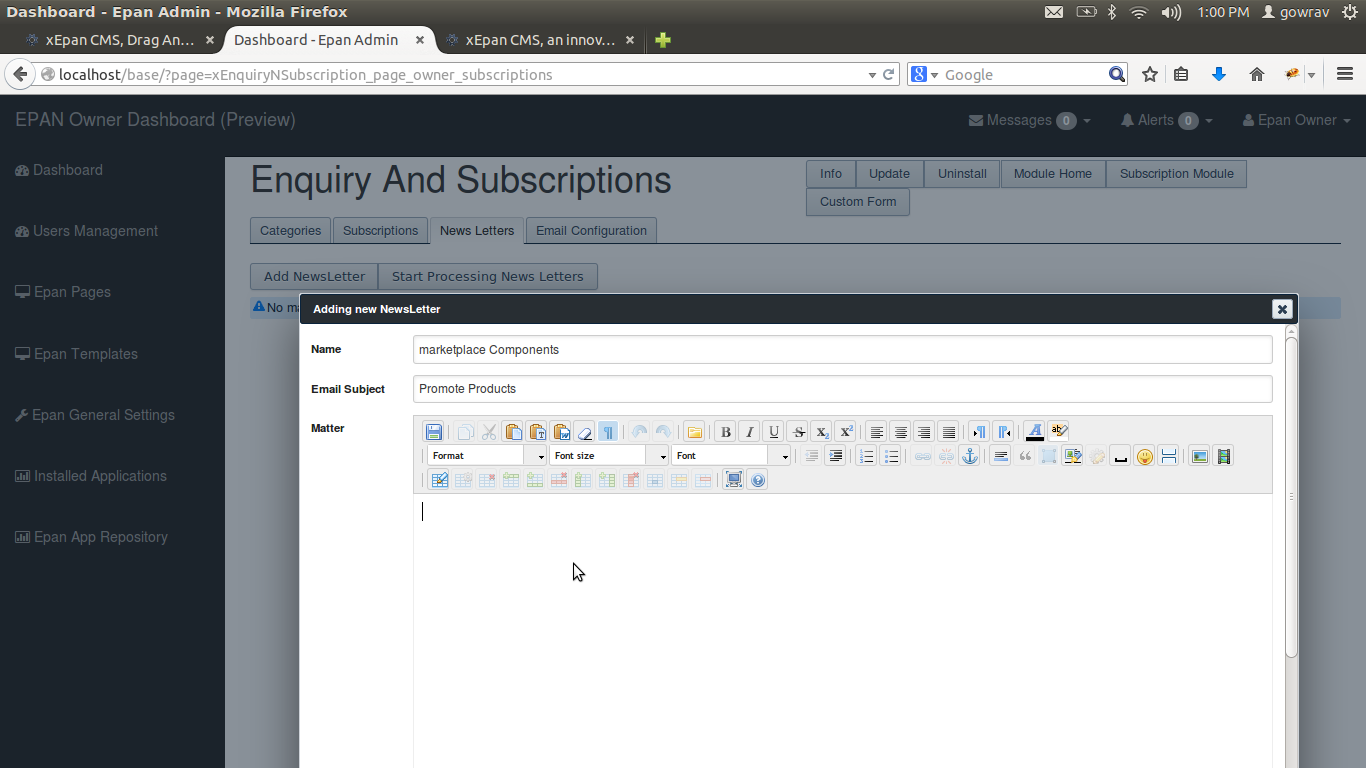 Dashboard - Epan Admin - Mozilla Firefox
1:00 PM gowrav
xEpan CMS, Drag An... Dashboard - Epan Admin xEpan CMS, an innov...
localhost/base/?page=xEnquiryNSubscription_page_owner_subscriptions
Google
EPAN Owner Dashboard (Preview)
Messages 0 Alerts 0 Epan Owner
Dashboard
Users Management
Epan Pages
Epan Templates
Epan General Settings
Installed Applications
Epan App Repository
Enquiry And Subscriptions
Info Update Uninstall Module Home Subscription Module
Custom Form
Categories Subscriptions News Letters Email Configuration
Add NewsLetter Start Processing News Letters
No
Adding new NewsLetter
Name marketplace Components
Email Subject Promote Products
Matter
Format Font size Font